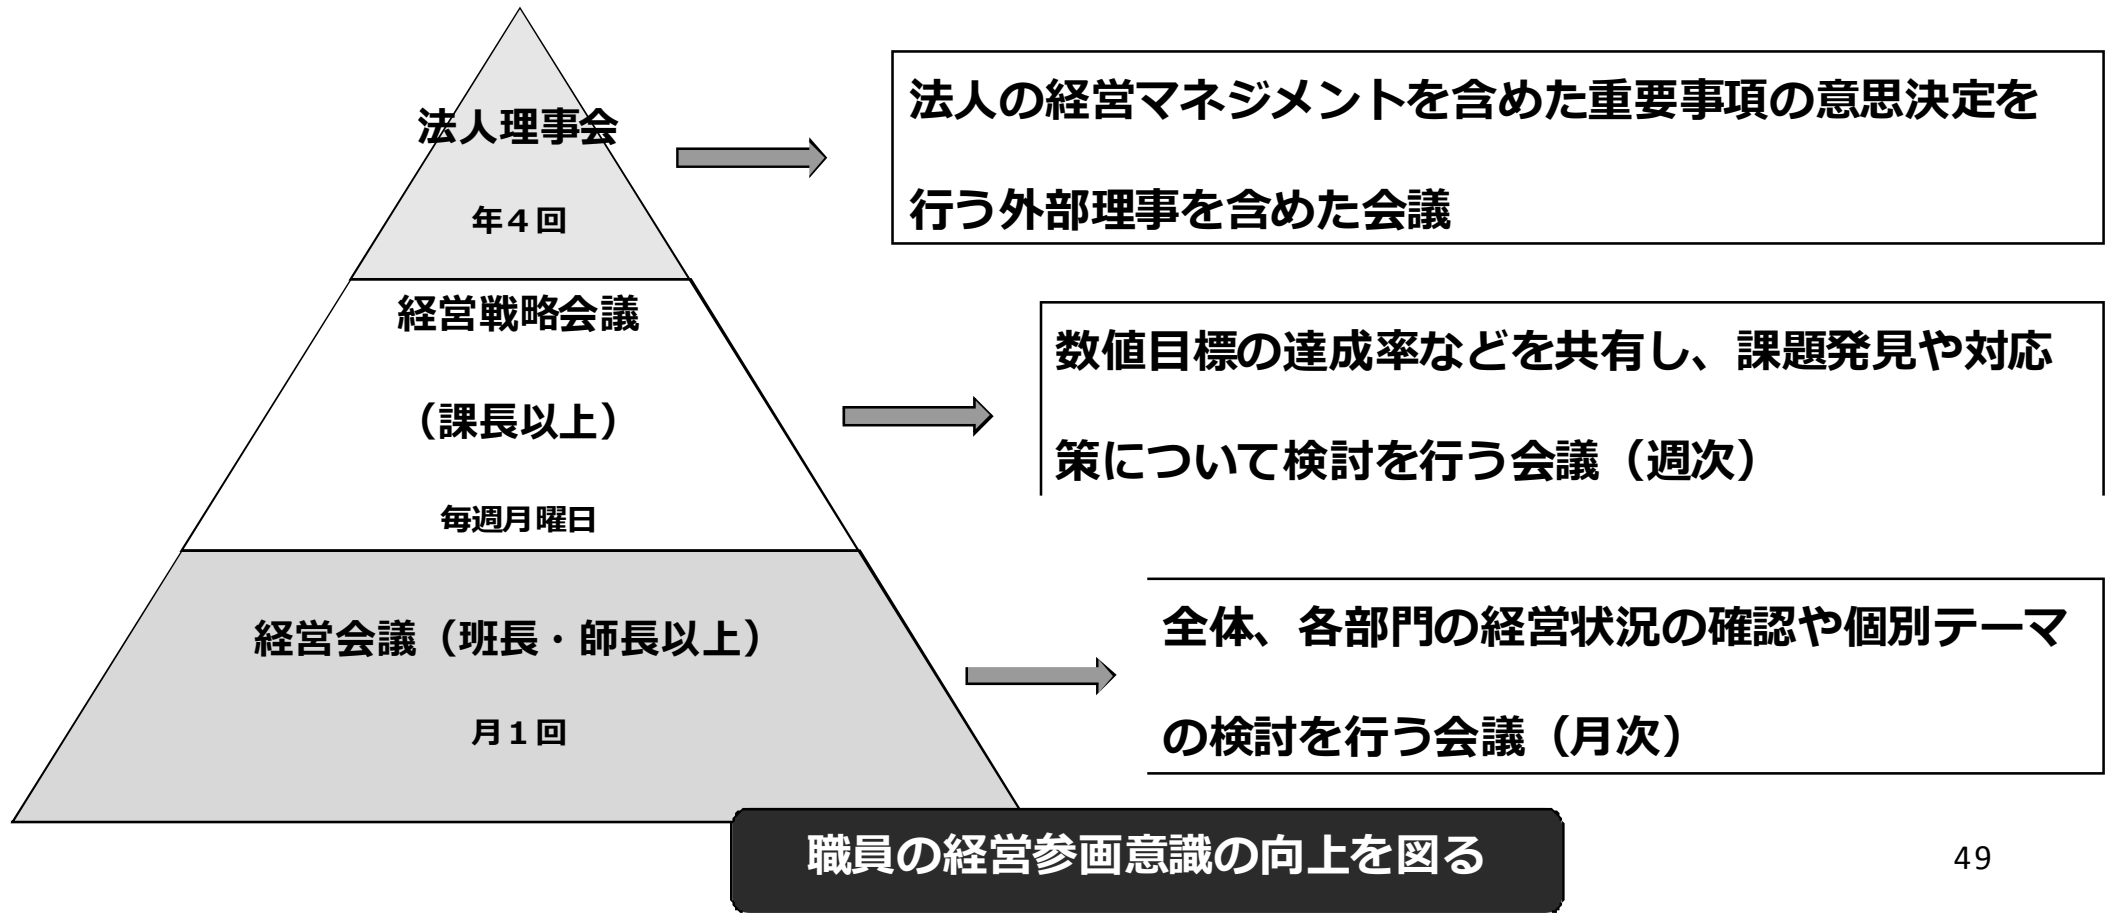 法人理事会
年４回
法人の経営マネジメントを含めた重要事項の意思決定を
行う外部理事を含めた会議
経営戦略会議
（課長以上）
毎週月曜日
数値目標の達成率などを共有し、課題発見や対応
策について検討を行う会議（週次）
経営会議（班長・師長以上）
月１回
全体、各部門の経営状況の確認や個別テーマ
の検討を行う会議（月次）
職員の経営参画意識の向上を図る
49